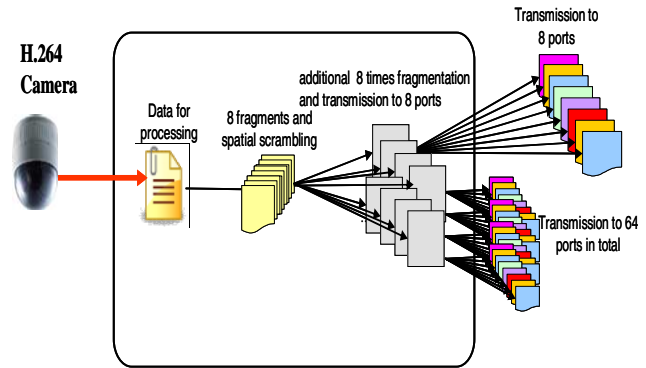 H.264
Camera
Data for
processing
8 fragments and
spatial scrambling
additional 8 times fragmentation
and transmission to 8 ports
Transmission to
8 ports
Transmission to 64
ports in total